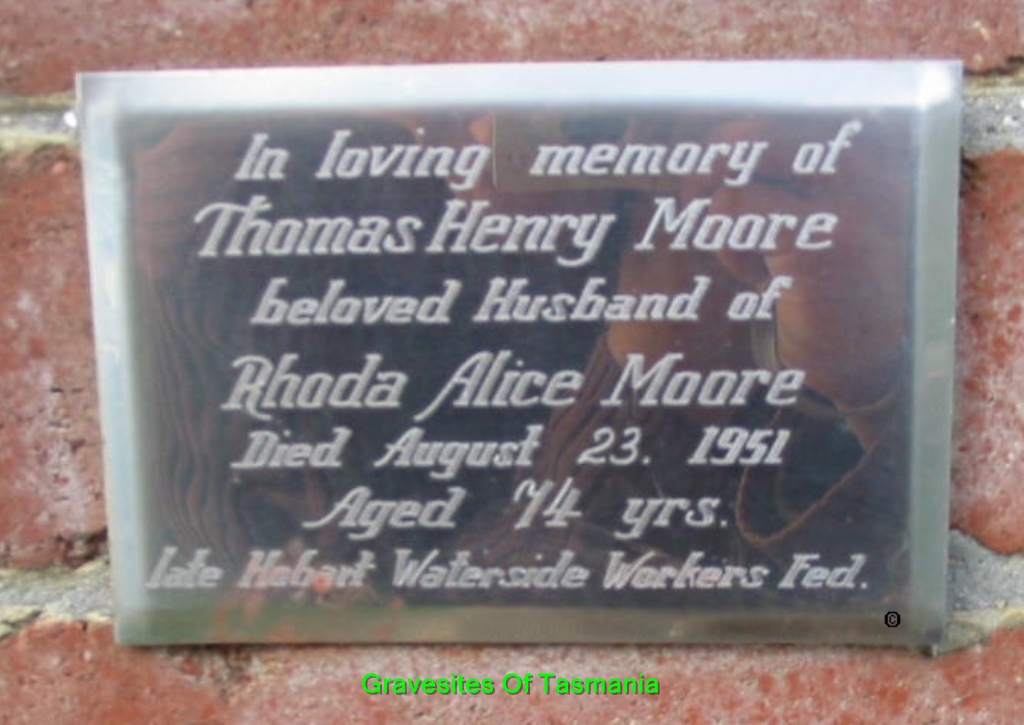 In loving memory of
Thomas Henry Moore
beloved Husband of
Rhoda Alice Moore
Died August 23. 1951
Aged 74 yrs.
late Hobart Waterside Workers Fed.
©
Gravesites Of Tasmania